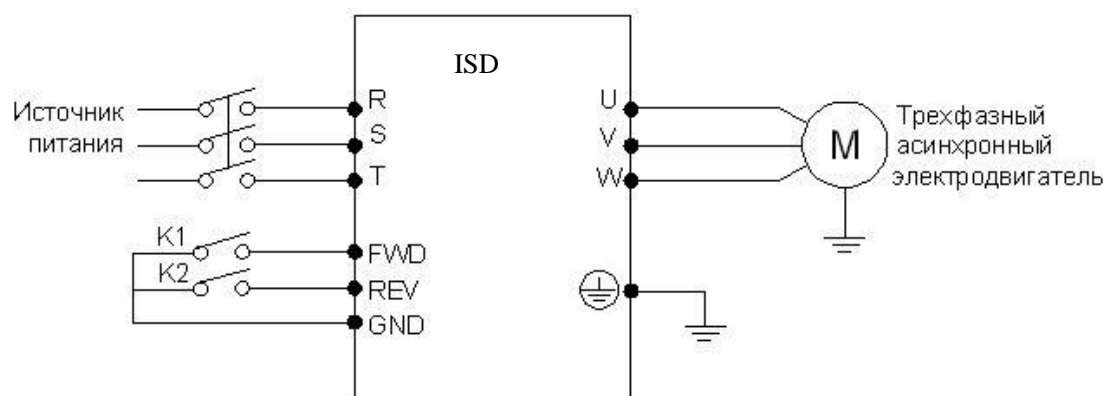 ISD
Источник
питания
R
S
T
U
V
W
M
Трехфазный
асинхронный
электродвигатель
K1
K2
FWD
REV
GND